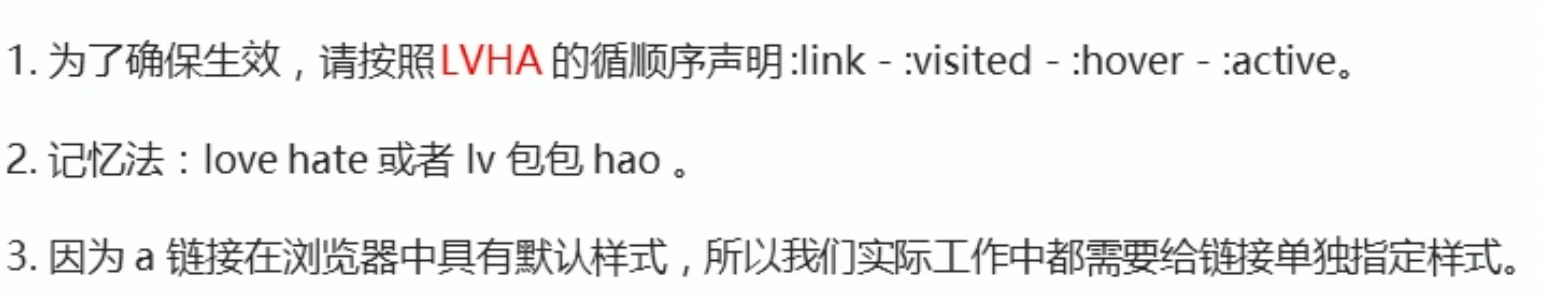 1. 为了确保生效，请按照LVHA 的循顺序声明:link - :visited - :hover - :active。
2. 记忆法：love hate 或者 lv 包包 hao 。
3. 因为 a 链接在浏览器中具有默认样式，所以我们实际工作中都需要给链接单独指定样式。